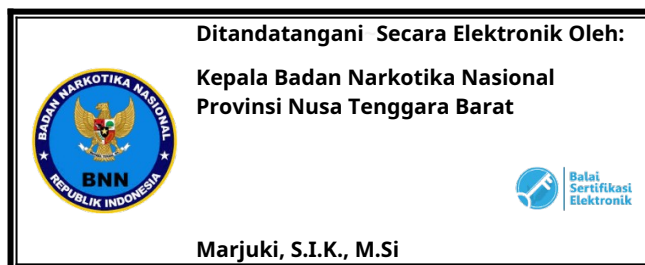 Ditandatangani Secara Elektronik Oleh:
Kepala Badan Narkotika Nasional
Provinsi Nusa Tenggara Barat
BADAN NARKOTIKA NASIONAL
BNN
REPUBLIK INDONESIA
Balai
Sertifikasi
Elektronik
Marjuki, S.I.K., M.Si